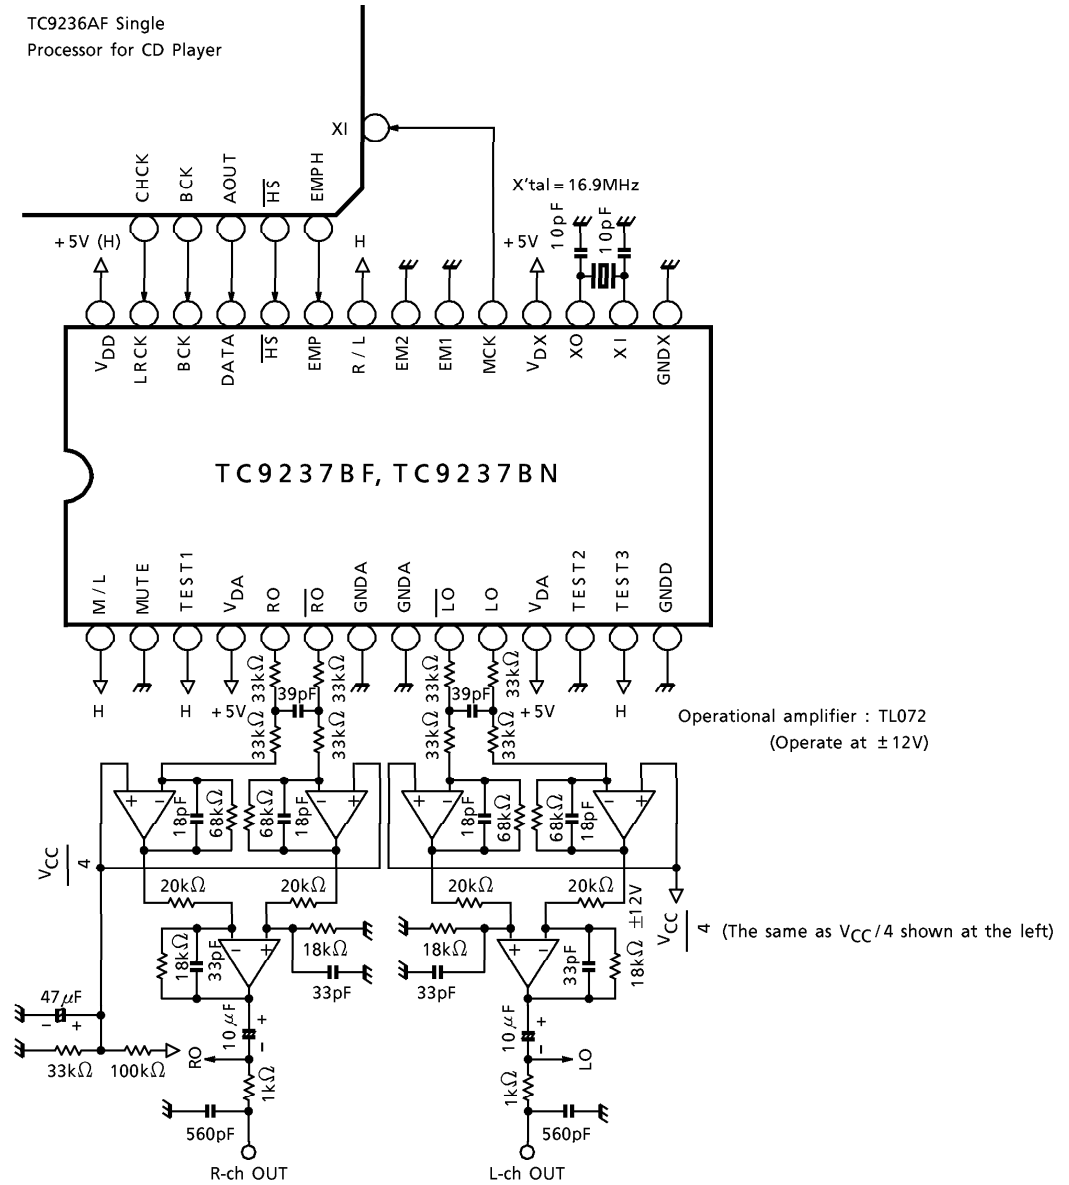 TC9236AF Single
Processor for CD Player
XI
CHCK
BCK
AOUT
HS
EMPH
X'tal = 16.9MHz
10pF
10pF
+5V (H)
H
+5V
VDD
LRCK
BCK
DATA
HS
EMP
R / L
EM2
EM1
MCK
VDX
XO
XI
GNDX
TC9237BF, TC9237BN
M / L
MUTE
TEST1
VDA
RO
RO
GNDA
GNDA
LO
LO
VDA
TEST2
TEST3
GNDD
H
H
+5V
33kΩ
33kΩ
39pF
33kΩ
33kΩ
33kΩ
33kΩ
39pF
33kΩ
33kΩ
+5V
H
Operational amplifier : TL072
(Operate at ±12V)
+
−
18pF
68kΩ
68kΩ
18pF
−
+
+
−
18pF
68kΩ
68kΩ
18pF
−
+
VCC
4
20kΩ
20kΩ
20kΩ
20kΩ
±12V
VCC
4
(The same as VCC/4 shown at the left)
18kΩ
33pF
−
+
18kΩ
33pF
18kΩ
33pF
+
−
33pF
18kΩ
47μF
−
+
33kΩ
100kΩ
10μF
+
−
RO
1kΩ
560pF
R-ch OUT
10μF
+
−
LO
1kΩ
560pF
L-ch OUT